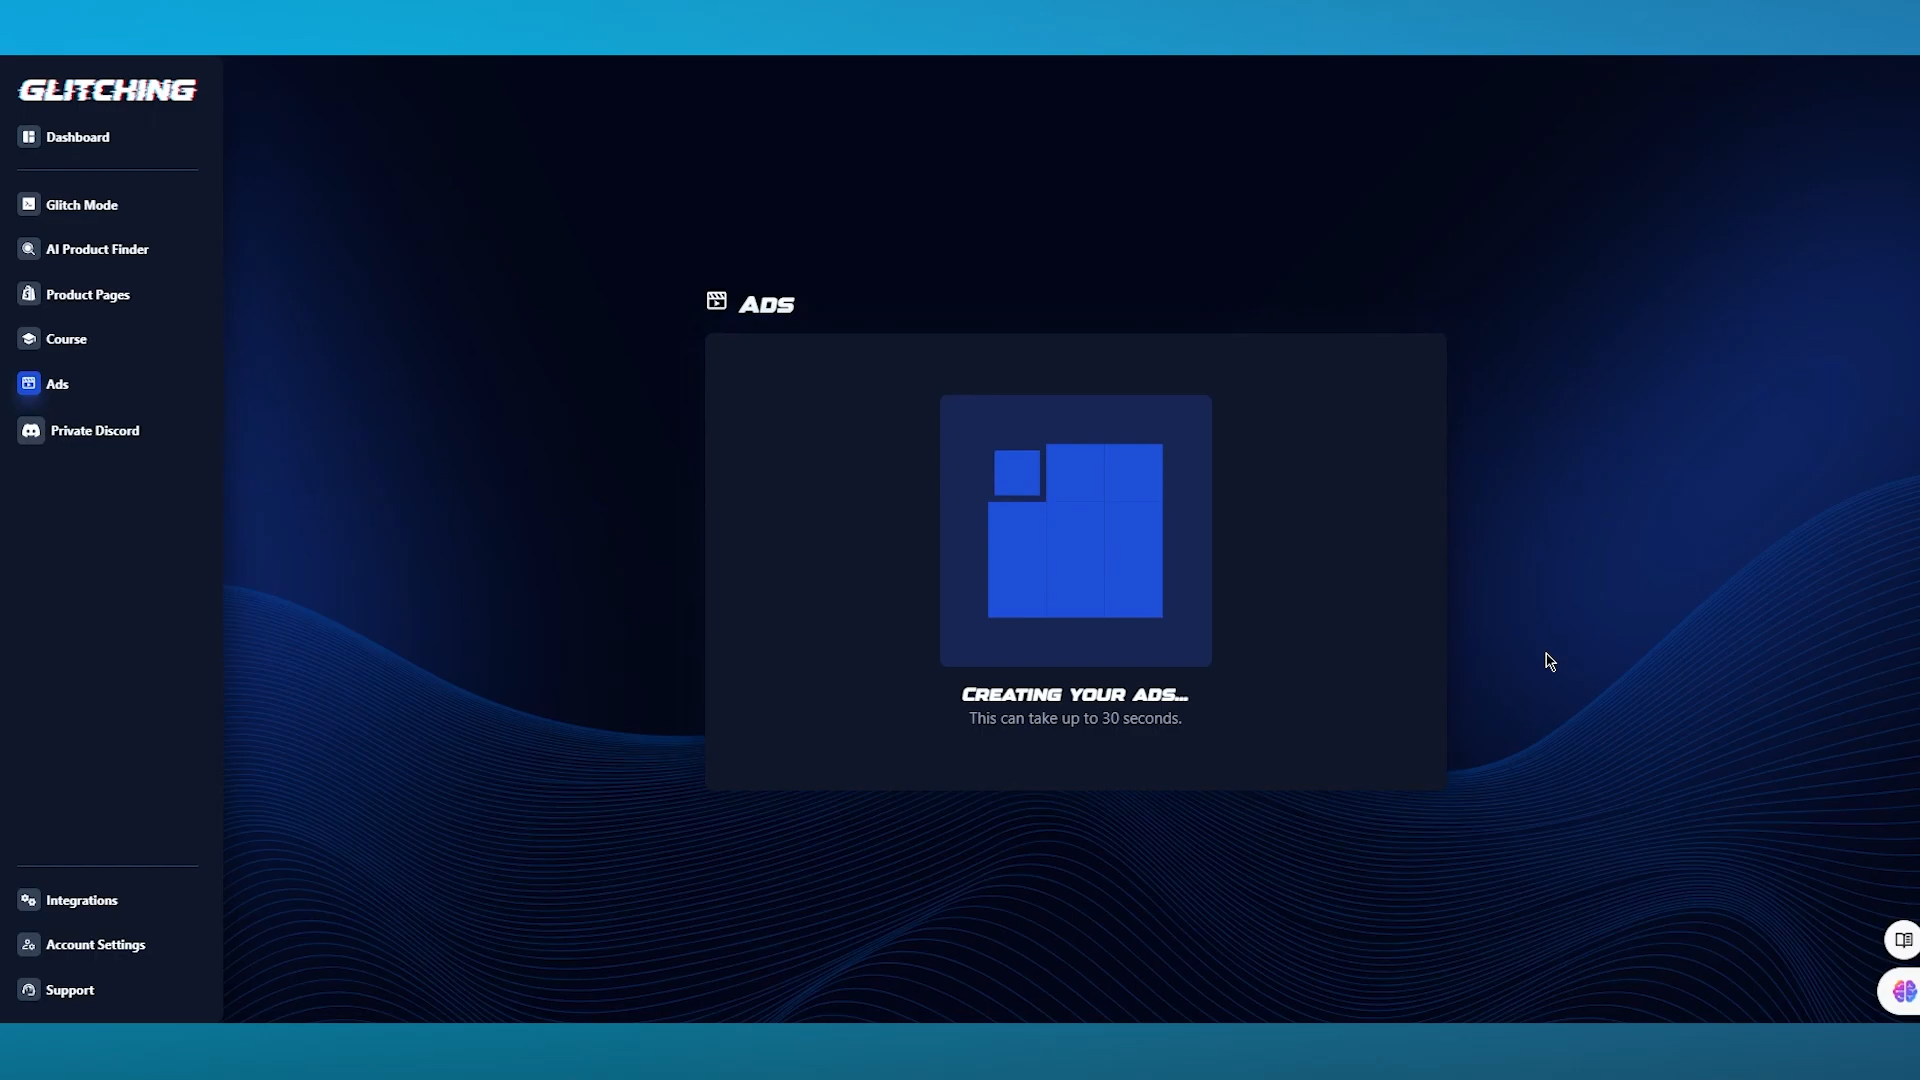 GLITCHING
Dashboard
Glitch Mode
AI Product Finder
Product Pages
Course
Ads
Private Discord
Integrations
Account Settings
Support
ADS
CREATING YOUR ADS...
This can take up to 30 seconds.